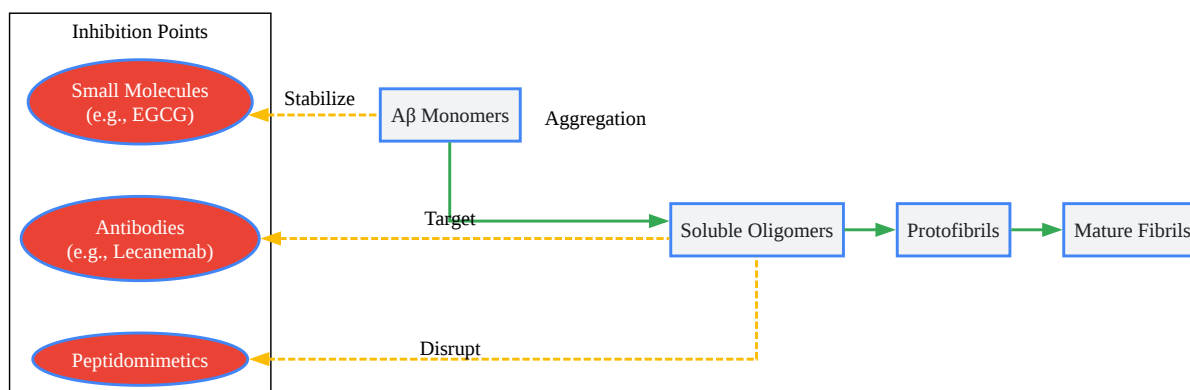 Inhibition Points
Small Molecules
(e.g., EGCG)
Stabilize
Aβ Monomers
Aggregation
Antibodies
(e.g., Lecanemab)
Target
Soluble Oligomers
Protofibrils
Mature Fibrils
Peptidomimetics
Disrupt